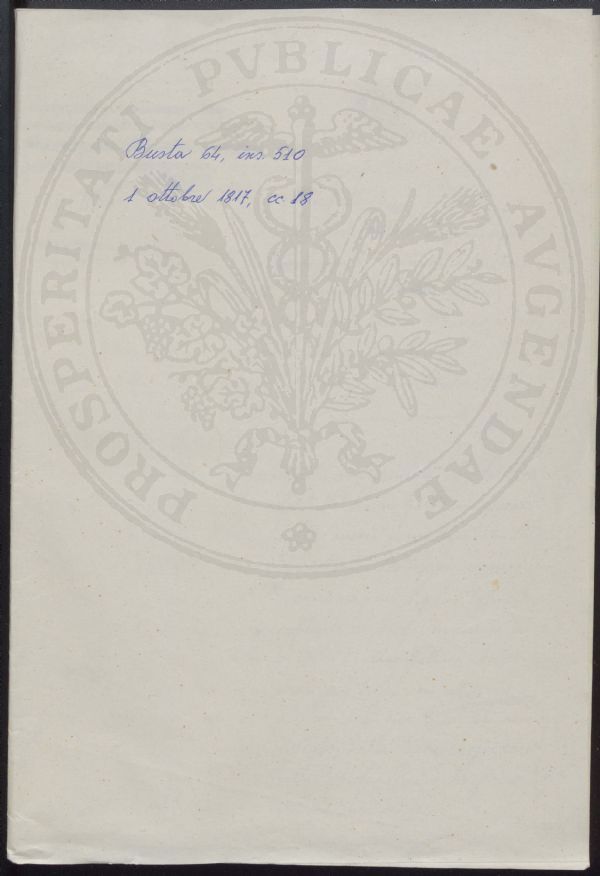 PROSPERITATI PVBLICAE AVGENDAE
Busta 64, ins. 510
1 ottobre 1817, cc 18